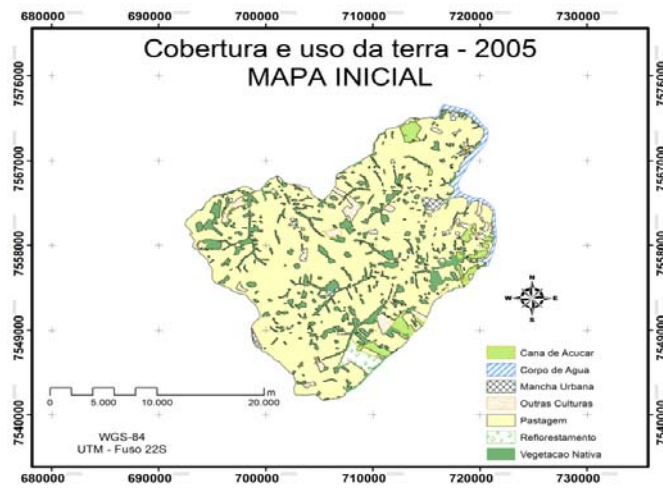 680000 690000 700000 710000 720000 730000
Cobertura e uso da terra - 2005
MAPA INICIAL
7576000 7576000
7567000 7567000
7558000 7558000
7549000 7549000
7540000 7540000
N
W E
S
Cana de Acucar
Corpo de Agua
Mancha Urbana
Outras Culturas
Pastagem
Reflorestamento
Vegetacao Nativa
m
0 5.000 10.000 20.000
WGS-84
UTM - Fuso 22S
680000 690000 700000 710000 720000 730000